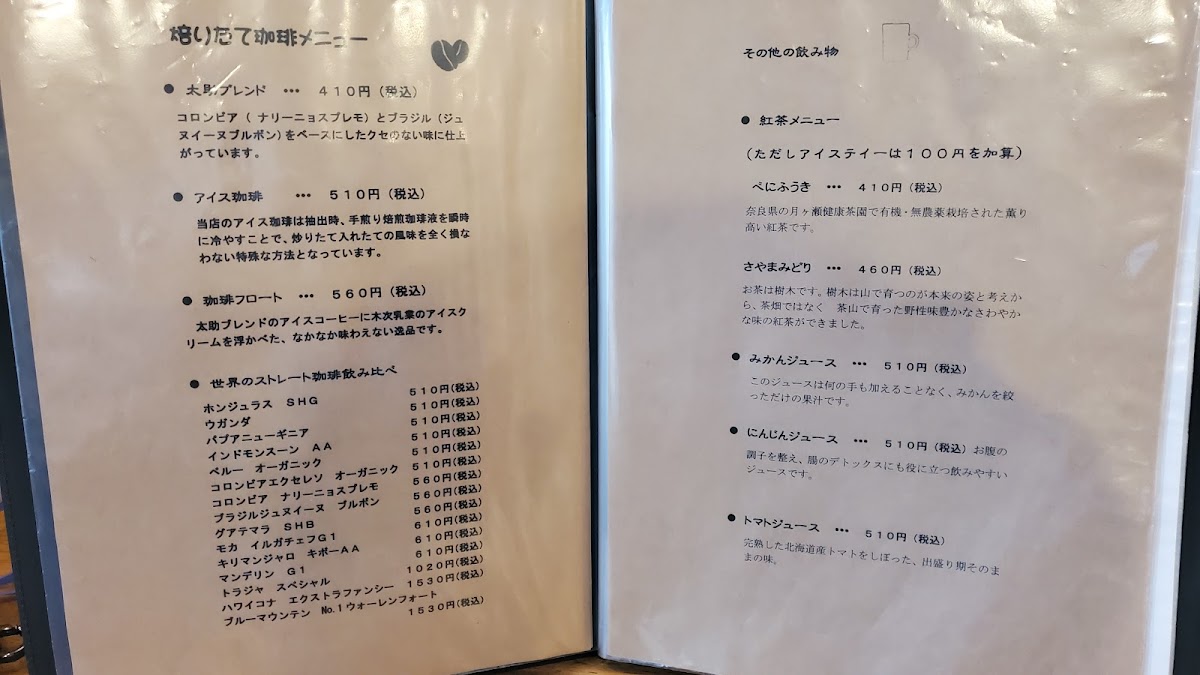 焙りたて珈琲メニュー
● 太助ブレンド ・・・ 410円（税込）
コロンビア（ ナリーニョスプレモ）とブラジル（ジュ
ヌイーヌブルボン）をベースにしたクセのない味に仕上
がっています。
● アイス珈琲 ・・・ 510円（税込）
当店のアイス珈琲は抽出時、手煎り焙煎珈琲液を瞬時
に冷やすことで、炒りたて入れたての風味を全く損な
わない特殊な方法となっています。
● 珈琲フロート ・・・ 560円（税込）
太助ブレンドのアイスコーヒーに木次乳業のアイスク
リームを浮かべた、なかなか味わえない逸品です。
● 世界のストレート珈琲飲み比べ
ホンジュラス SHG 510円(税込)
ウガンダ 510円(税込)
パプアニューギニア 510円(税込)
インドモンスーン AA 510円(税込)
ペルー オーガニック 510円(税込)
コロンビアエクセレソ オーガニック 510円(税込)
コロンビア ナリーニョスプレモ 560円(税込)
ブラジルジュヌイーヌ ブルボン 560円(税込)
グアテマラ SHB 560円(税込)
モカ イルガチェフG1 610円(税込)
キリマンジャロ キボーAA 610円(税込)
マンデリン G1 610円(税込)
トラジャ スペシャル 1020円(税込)
ハワイコナ エクストラファンシー 1530円(税込)
ブルーマウンテン No.1ウォーレンフォート
1530円(税込)
その他の飲み物
● 紅茶メニュー
(ただしアイスティーは100円を加算)
べにふうき ・・・ 410円（税込）
奈良県の月ヶ瀬健康茶園で有機・無農薬栽培された薫り
高い紅茶です。
さやまみどり ・・・ 460円（税込）
お茶は樹木です。樹木は山で育つのが本来の姿と考えか
ら、茶畑ではなく 茶山で育った野性味豊かなさわやか
な味の紅茶ができました。
● みかんジュース ・・・ 510円（税込）
このジュースは何の手も加えることなく、みかんを絞
っただけの果汁です。
● にんじんジュース ・・・ 510円（税込）お腹の
調子を整え、腸のデトックスにも役に立つ飲みやすい
ジュースです。
● トマトジュース ・・・ 510円（税込）
完熟した北海道産トマトをしぼった、出盛り期そのま
まの味。